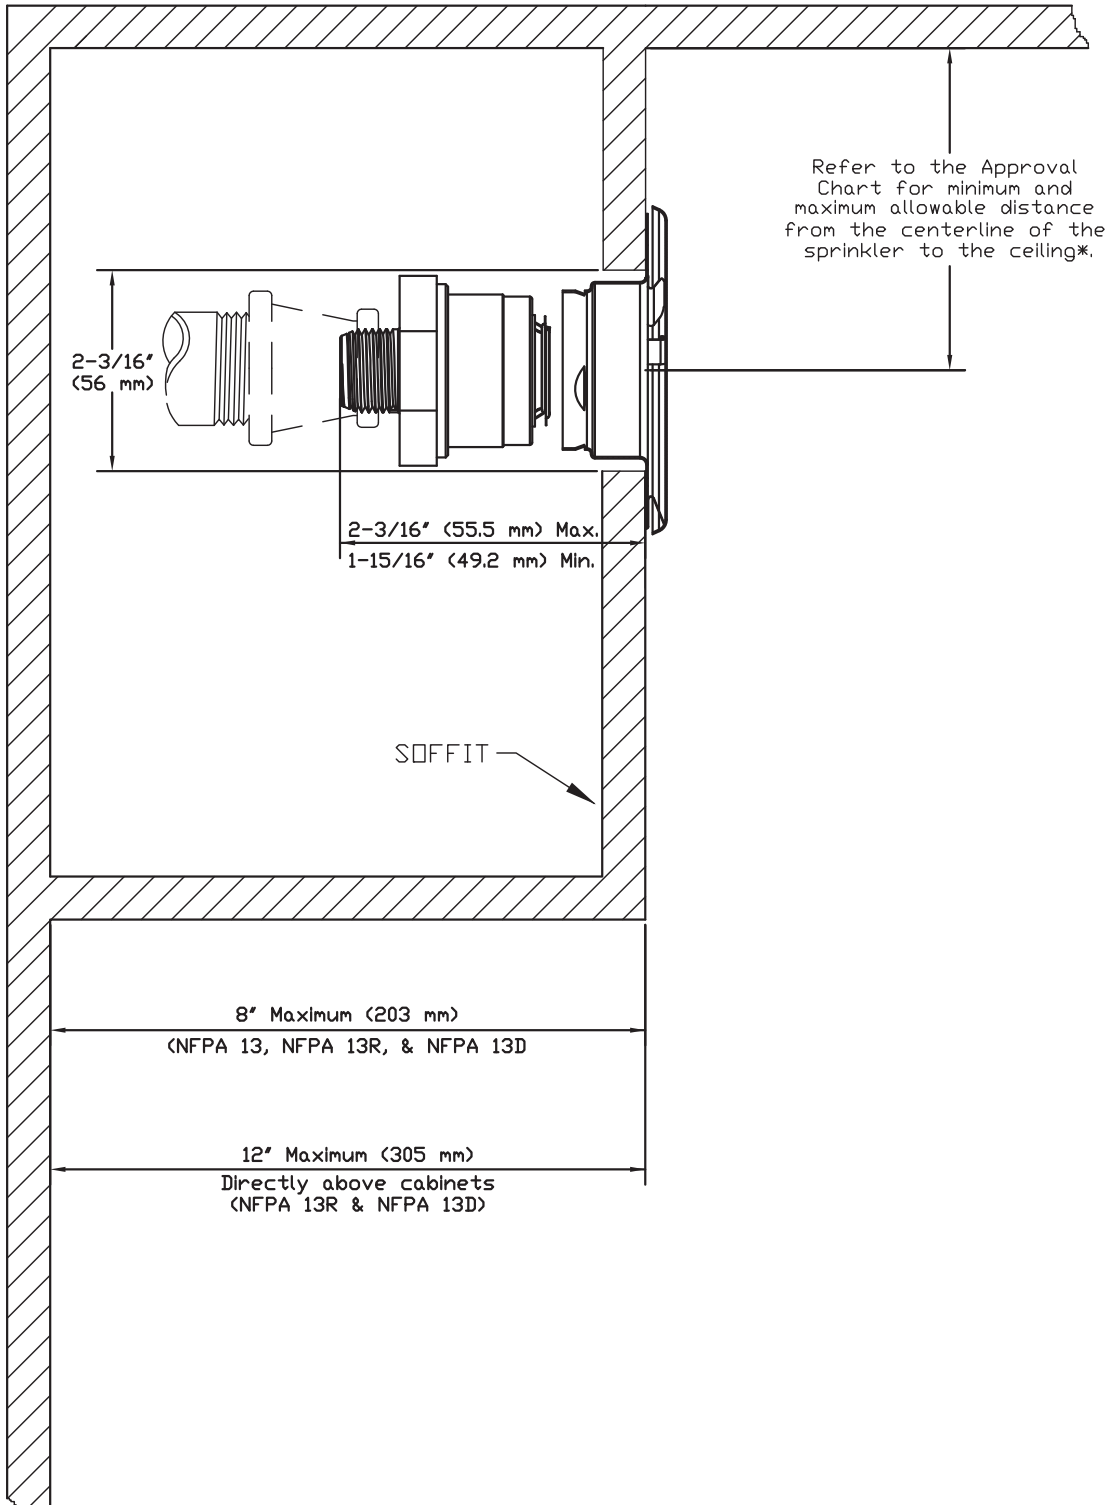 Refer to the Approval
Chart for minimum and
maximum allowable distance
from the centerline of the
sprinkler to the ceiling*.
2-3/16"
(56 mm)
2-3/16" (55.5 mm) Max.
1-15/16" (49.2 mm) Min.
SOFFIT
8" Maximum (203 mm)
(NFPA 13, NFPA 13R, & NFPA 13D
12" Maximum (305 mm)
Directly above cabinets
(NFPA 13R & NFPA 13D)